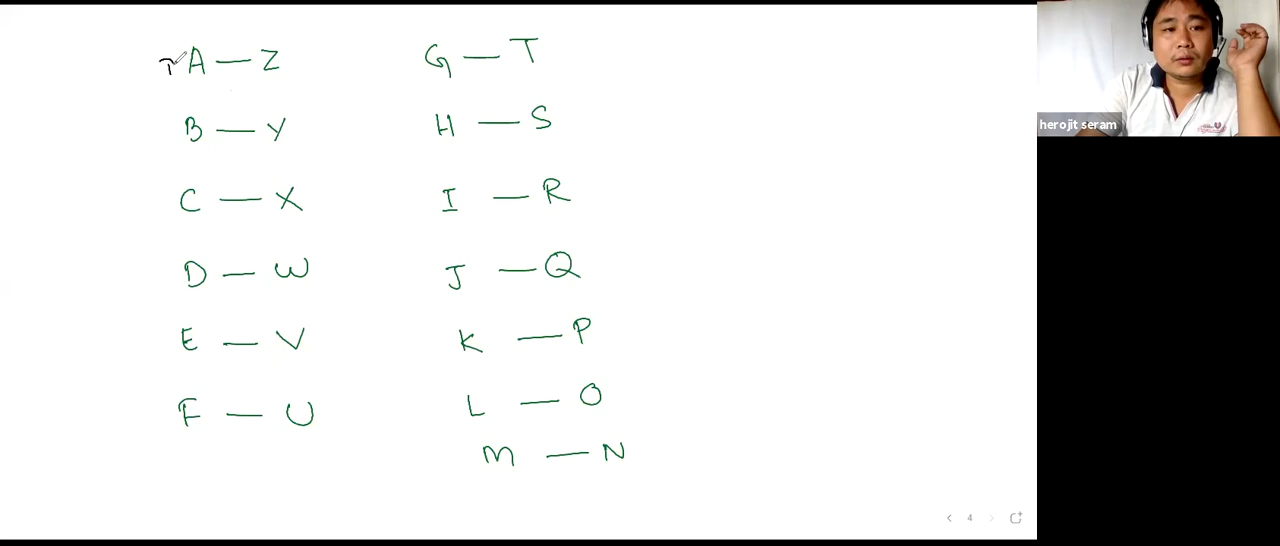 A — Z
B — Y
C — X
D — W
E — V
F — U
G — T
H — S
I — R
J — Q
K — P
L — O
M — N
herojit seram
4